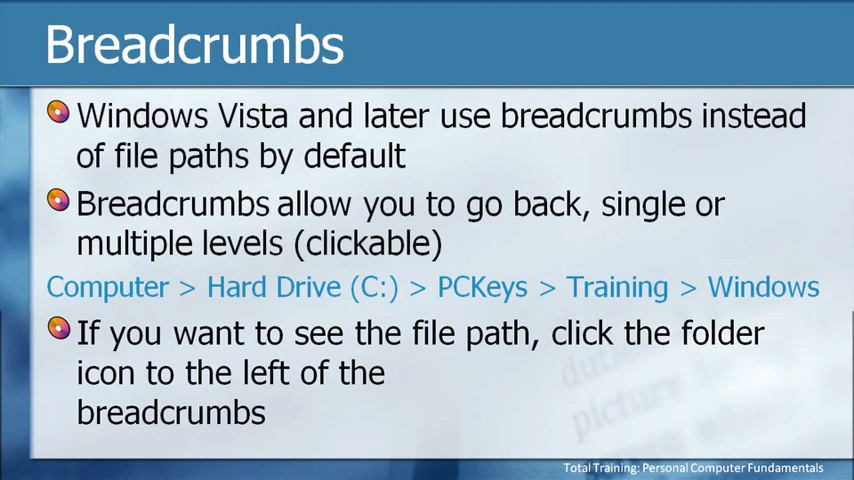 Breadcrumbs
Windows Vista and later use breadcrumbs instead
of file paths by default
Breadcrumbs allow you to go back, single or
multiple levels (clickable)
Computer > Hard Drive (C:) > PCKeys > Training > Windows
If you want to see the file path, click the folder
icon to the left of the
breadcrumbs
picture
Total Training: Personal Computer Fundamentals